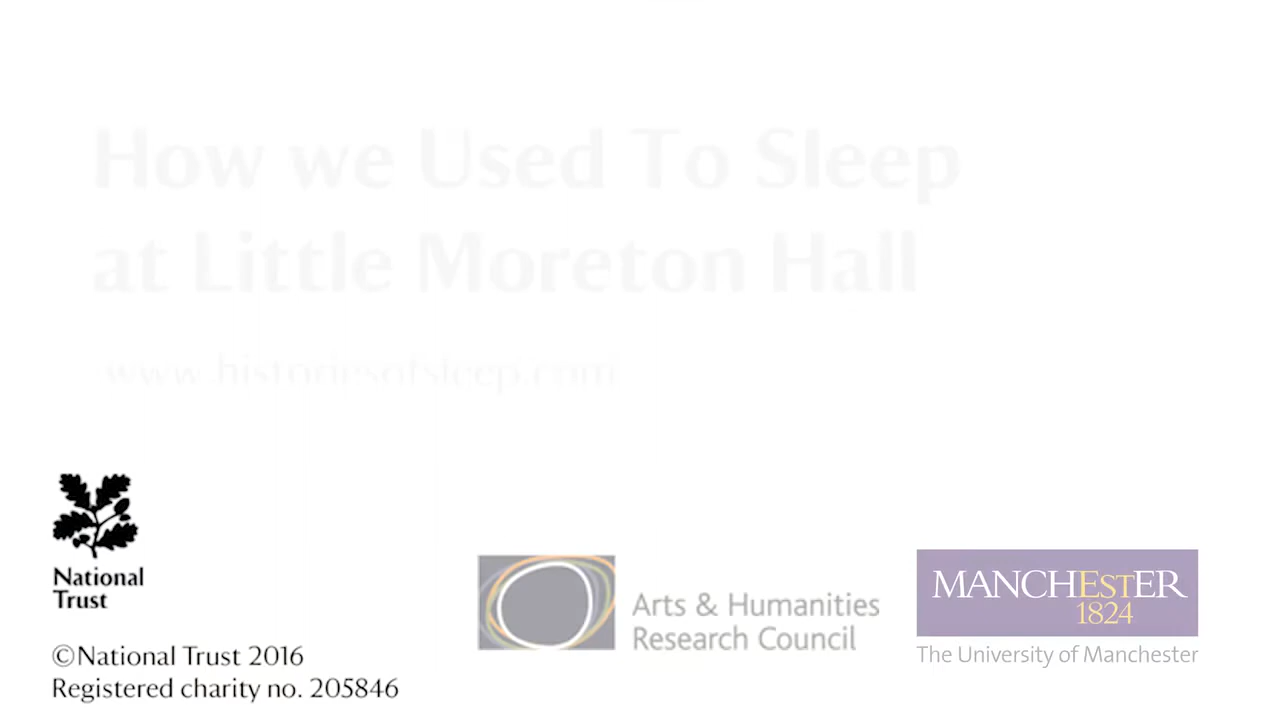 How we Used To Sleep
at Little Moreton Hall
www.historiesofsleep.com
National
Trust
©National Trust 2016
Registered charity no. 205846
Arts & Humanities
Research Council
MANCHESTER
1824
The University of Manchester